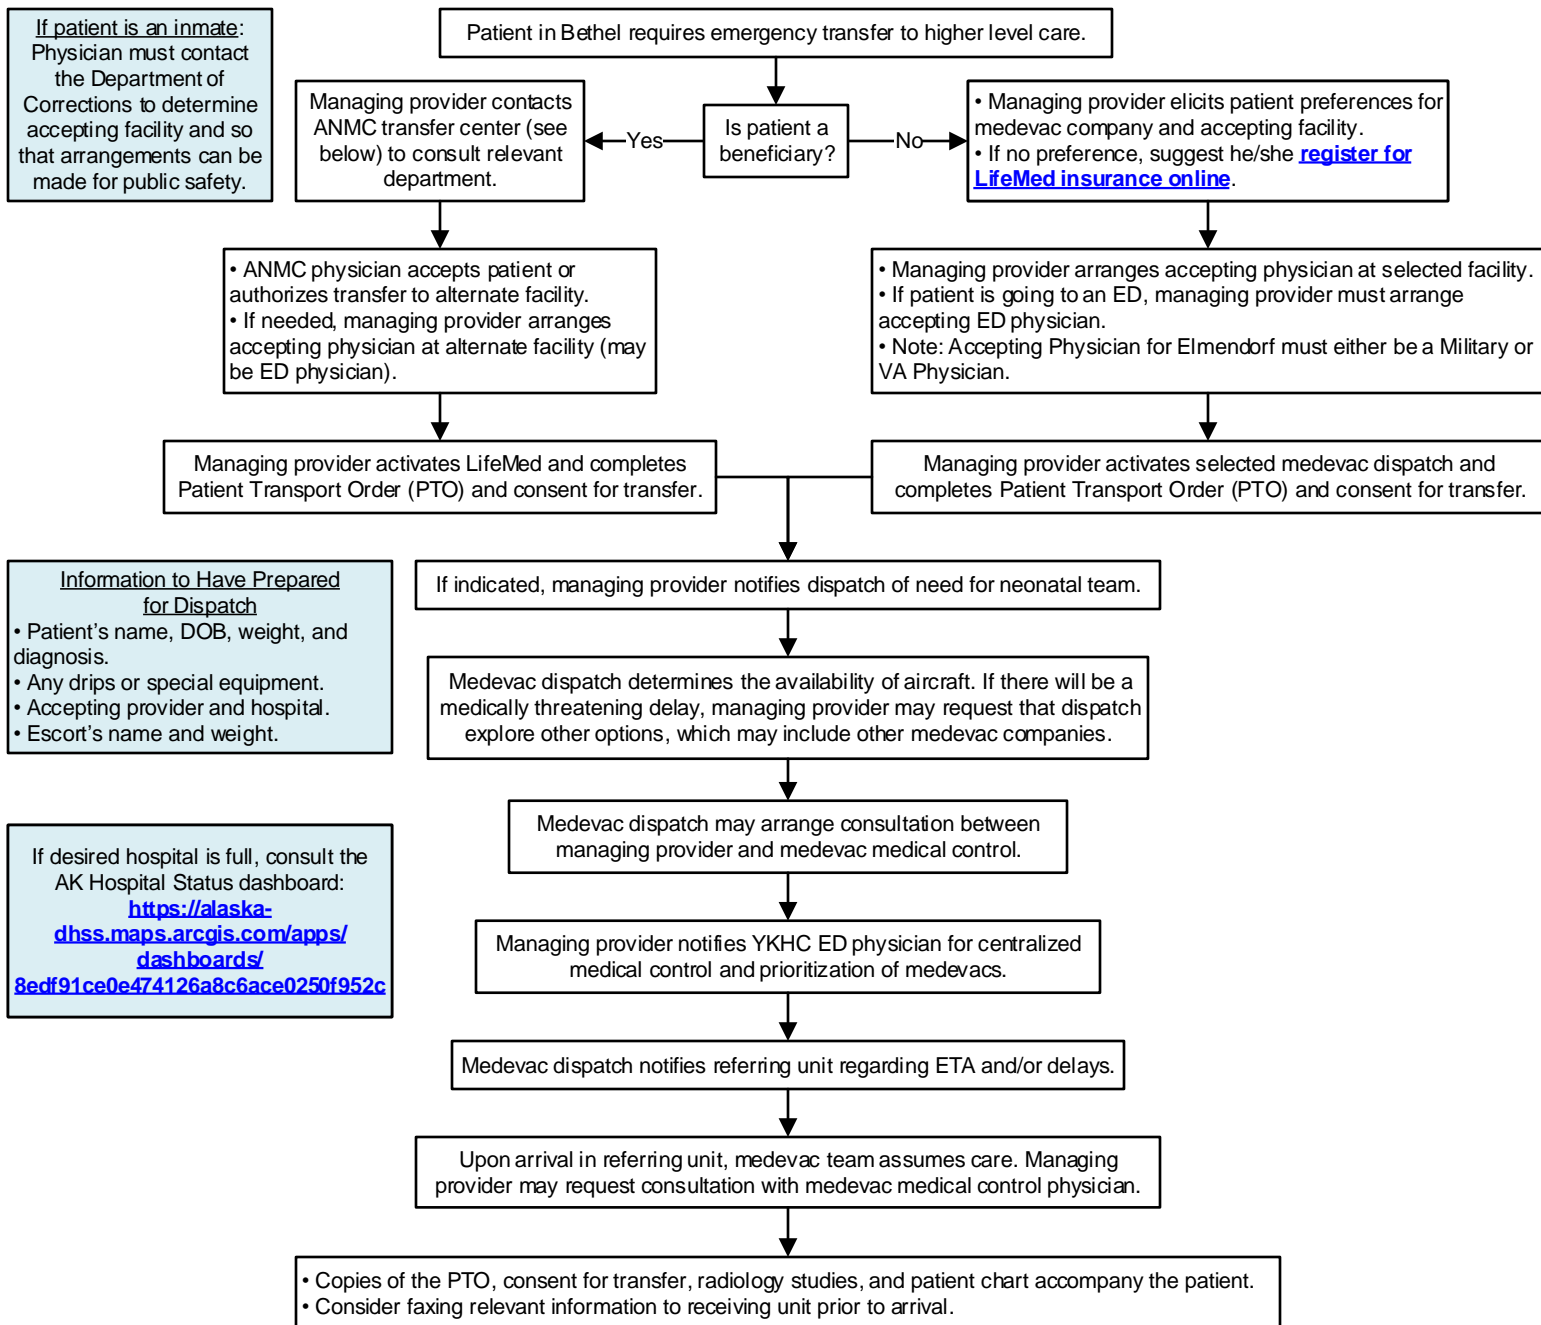 If patient is an inmate:
Physician must contact
the Department of
Corrections to determine
accepting facility and so
that arrangements can be
made for public safety.
Patient in Bethel requires emergency transfer to higher level care.
Managing provider contacts
ANMC transfer center (see
below) to consult relevant
department.
Yes
Is patient a
beneficiary?
No
• Managing provider elicits patient preferences for
medevac company and accepting facility.
• If no preference, suggest he/she register for
LifeMed insurance online.
• ANMC physician accepts patient or
authorizes transfer to alternate facility.
• If needed, managing provider arranges
accepting physician at alternate facility (may
be ED physician).
• Managing provider arranges accepting physician at selected facility.
• If patient is going to an ED, managing provider must arrange
accepting ED physician.
• Note: Accepting Physician for Elmendorf must either be a Military or
VA Physician.
Managing provider activates LifeMed and completes
Patient Transport Order (PTO) and consent for transfer.
Managing provider activates selected medevac dispatch and
completes Patient Transport Order (PTO) and consent for transfer.
Information to Have Prepared
for Dispatch
• Patient’s name, DOB, weight, and
diagnosis.
• Any drips or special equipment.
• Accepting provider and hospital.
• Escort’s name and weight.
If indicated, managing provider notifies dispatch of need for neonatal team.
Medevac dispatch determines the availability of aircraft. If there will be a
medically threatening delay, managing provider may request that dispatch
explore other options, which may include other medevac companies.
If desired hospital is full, consult the
AK Hospital Status dashboard:
https://alaska-
dhss.maps.arcgis.com/apps/
dashboards/
8edf91ce0e474126a8c6ace0250f952c
Medevac dispatch may arrange consultation between
managing provider and medevac medical control.
Managing provider notifies YKHC ED physician for centralized
medical control and prioritization of medevacs.
Medevac dispatch notifies referring unit regarding ETA and/or delays.
Upon arrival in referring unit, medevac team assumes care. Managing
provider may request consultation with medevac medical control physician.
• Copies of the PTO, consent for transfer, radiology studies, and patient chart accompany the patient.
• Consider faxing relevant information to receiving unit prior to arrival.